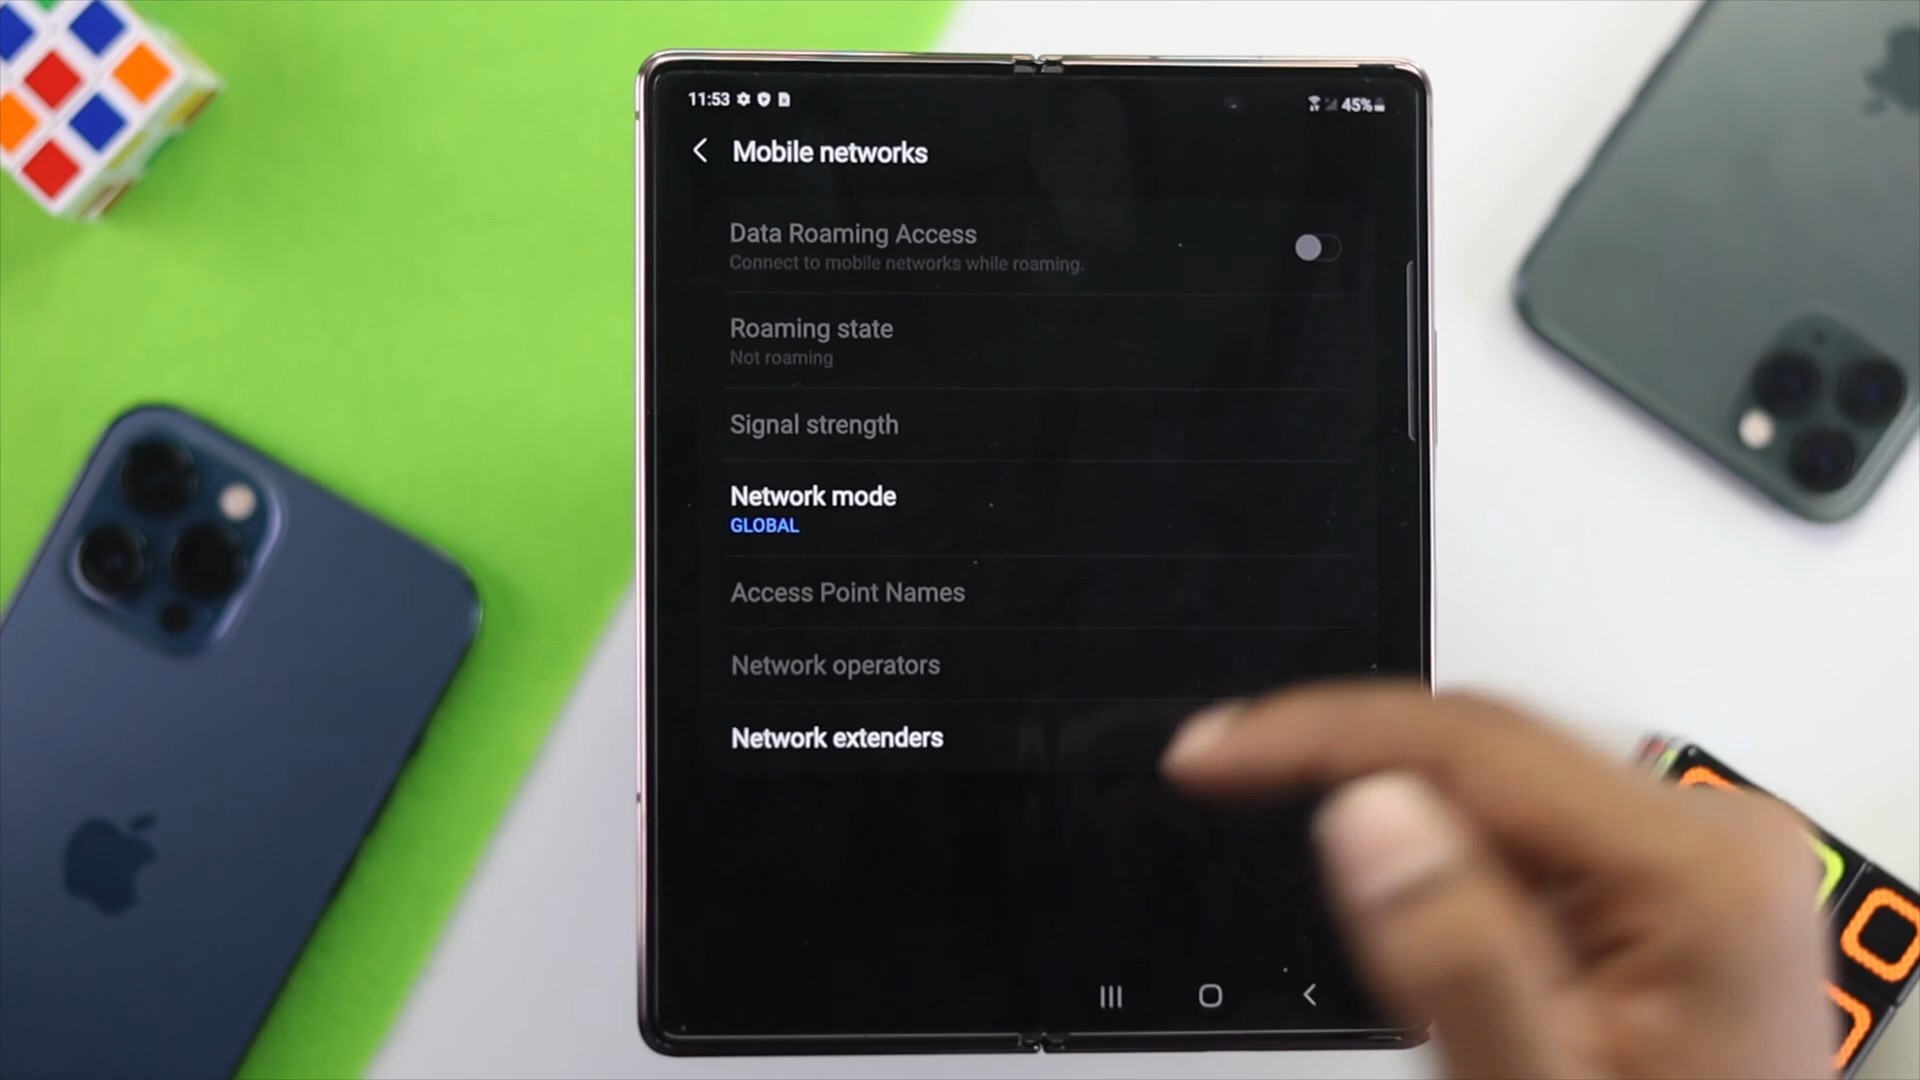 11:53
45%
Mobile networks
Data Roaming Access
Connect to mobile networks while roaming.
Roaming state
Not roaming
Signal strength
Network mode
GLOBAL
Access Point Names
Network operators
Network extenders